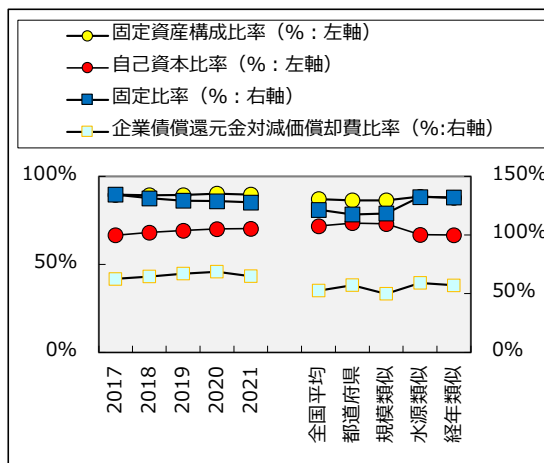 固定資産構成比率（%：左軸）
自己資本比率（%：左軸）
固定比率（%：右軸）
企業債償還元金対減価償却費比率（%:右軸）
100%
50%
0%
150%
100%
50%
0%
2017
2018
2019
2020
2021
全国平均
都道府県
規模類似
水源類似
経年類似